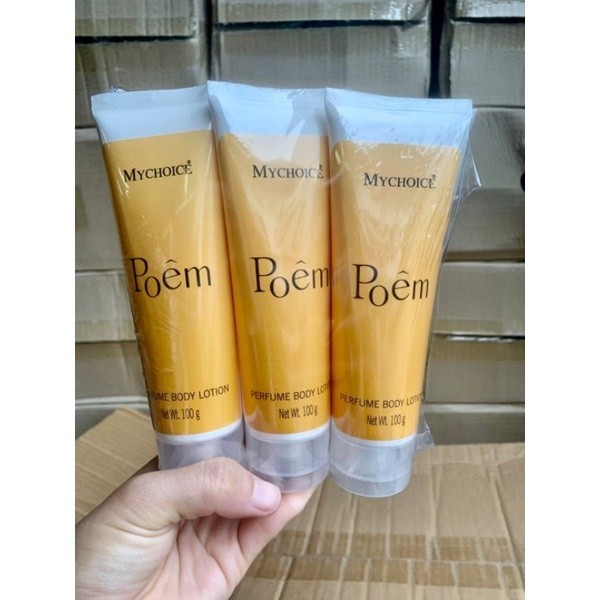 MYCHOICE®
Poêm
PERFUME BODY LOTION
Net Wt. 100 g
MYCHOICE®
Poêm
PERFUME BODY LOTION
Net Wt. 100 g
MYCHOICE®
Poêm
PERFUME BODY LOTION
Net Wt. 100 g